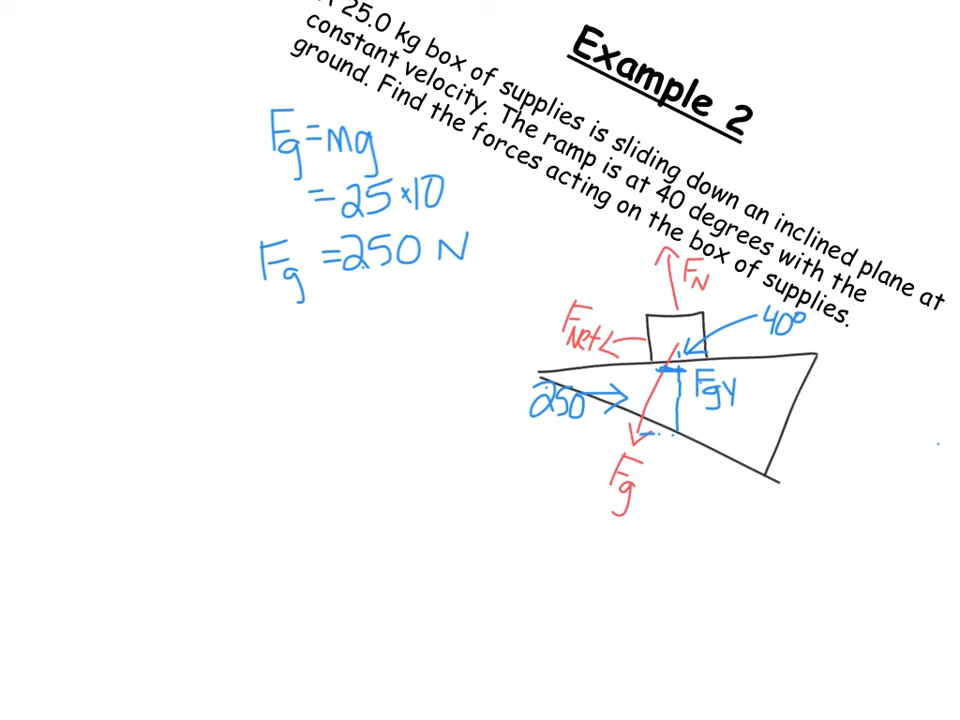 Example 2
25.0 kg box of supplies is sliding down an inclined plane at
constant velocity. The ramp is at 40 degrees with the
ground. Find the forces acting on the box of supplies.
Fg = mg
= 25 × 10
Fg = 250 N
FN
FNet
40°
250
Fgy
Fg